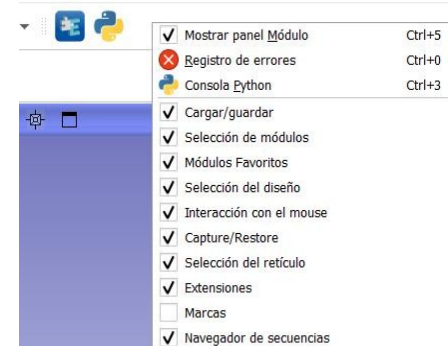 Mostrar panel Módulo Ctrl+5
Registro de errores Ctrl+0
Consola Python Ctrl+3
Cargar/guardar
Selección de módulos
Módulos Favoritos
Selección del diseño
Interacción con el mouse
Capture/Restore
Selección del retículo
Extensiones
Marcas
Navegador de secuencias